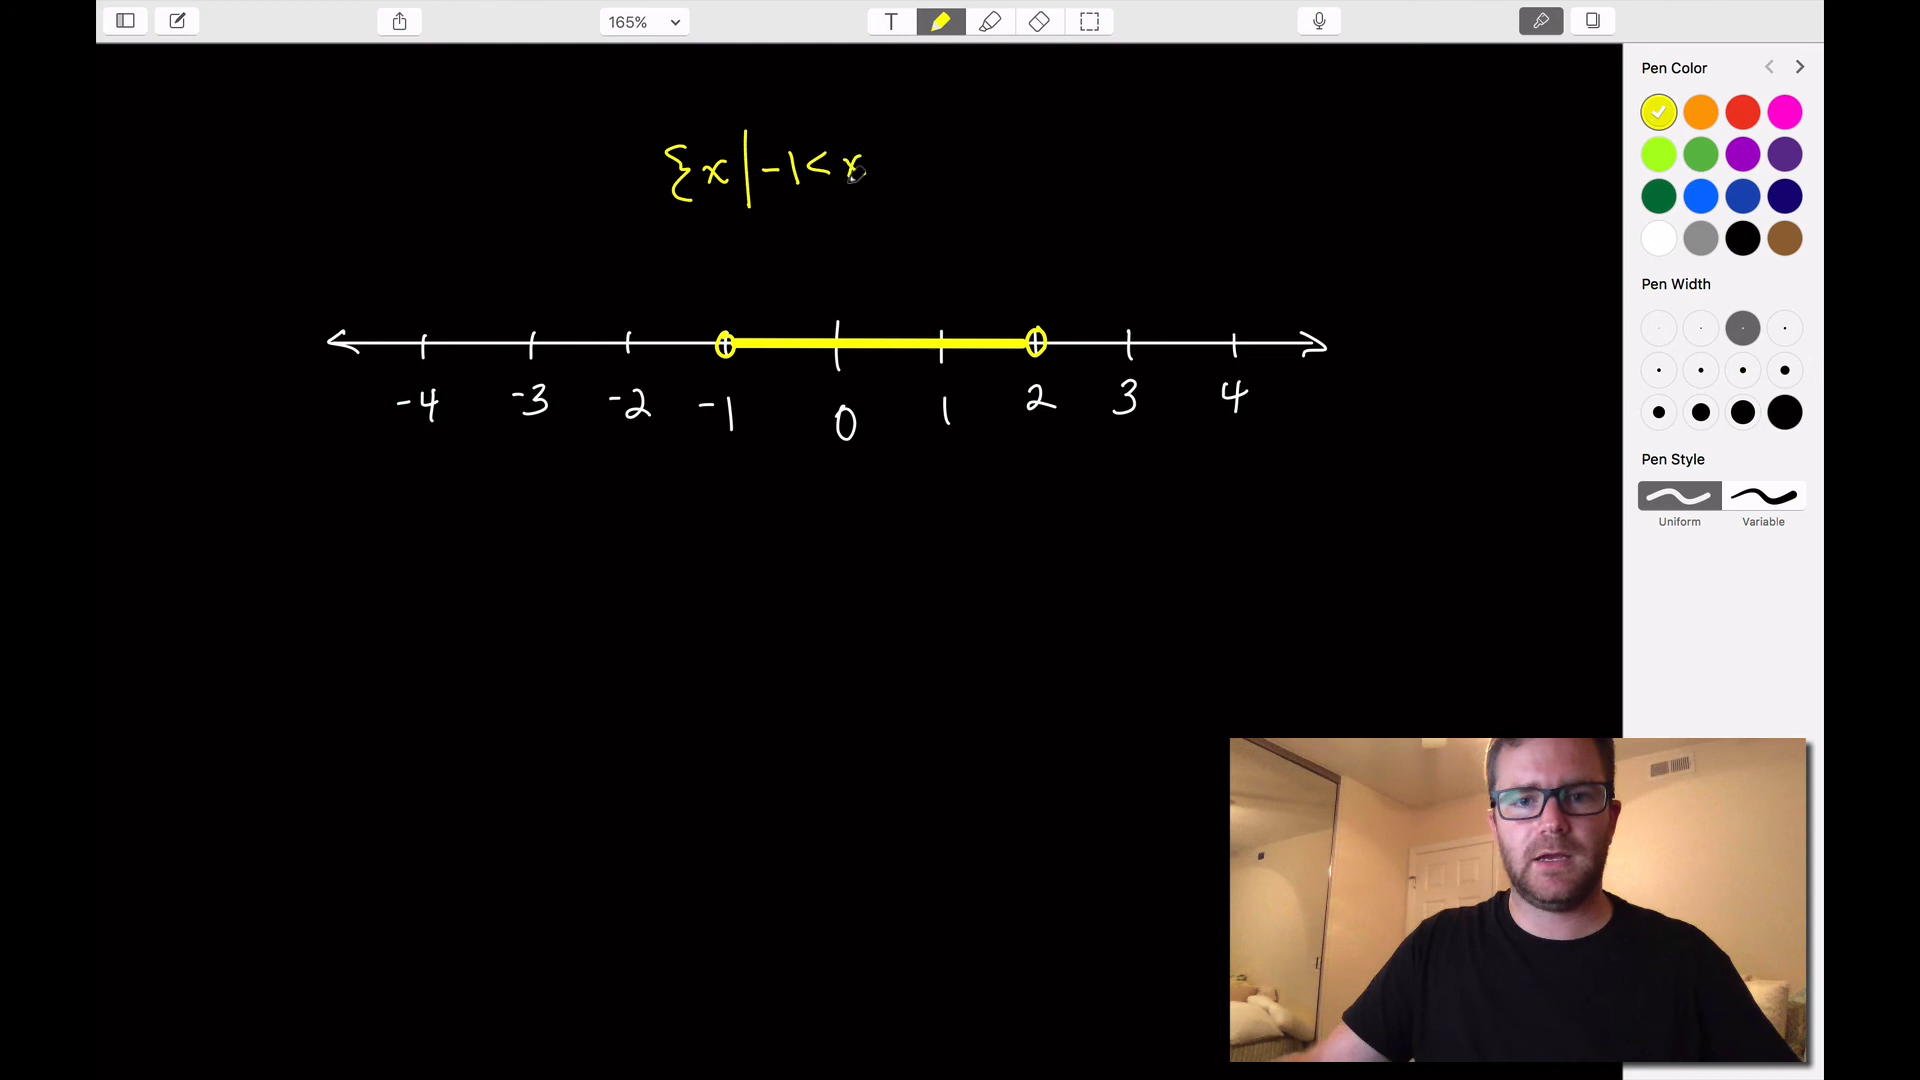 165%
T
Pen Color
{x|-1<x
Pen Width
-4 -3 -2 -1 0 1 2 3 4
Pen Style
Uniform Variable